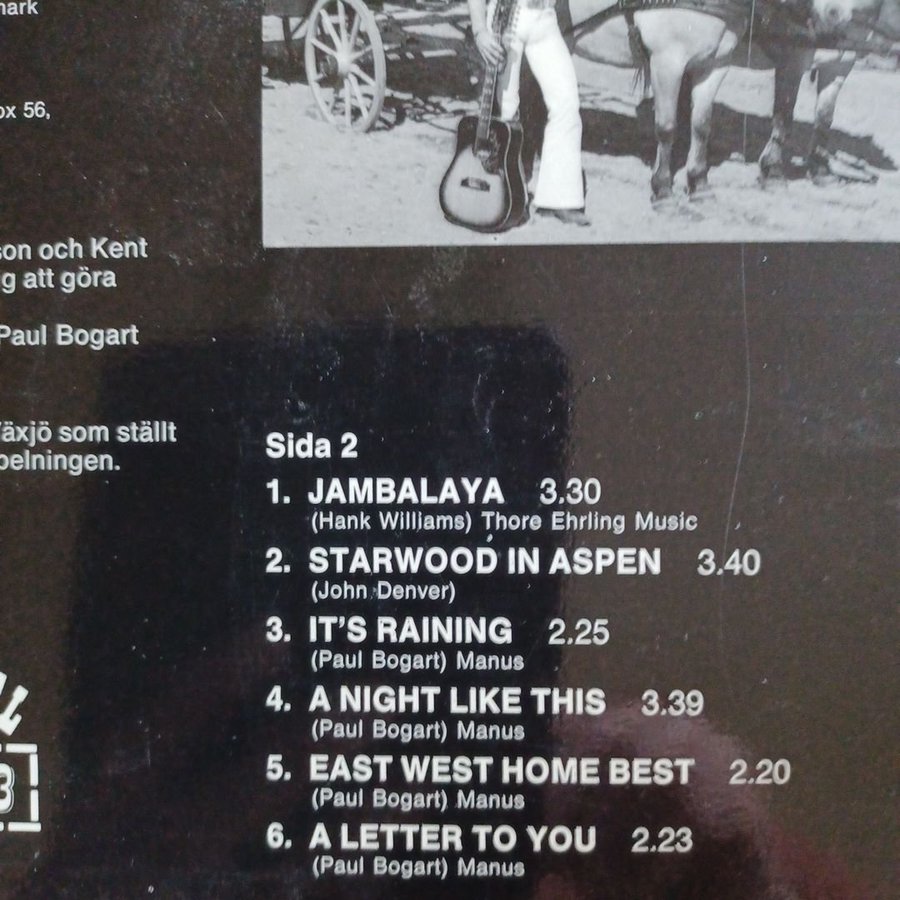 mark
ox 56,
son och Kent
g att göra
Paul Bogart
äxjö som ställt
pelningen.
Sida 2
1. JAMBALAYA 3.30
(Hank Williams) Thore Ehrling Music
2. STARWOOD IN ASPEN 3.40
(John Denver)
3. IT'S RAINING 2.25
(Paul Bogart) Manus
4. A NIGHT LIKE THIS 3.39
(Paul Bogart) Manus
5. EAST WEST HOME BEST 2.20
(Paul Bogart) Manus
6. A LETTER TO YOU 2.23
(Paul Bogart) Manus
3